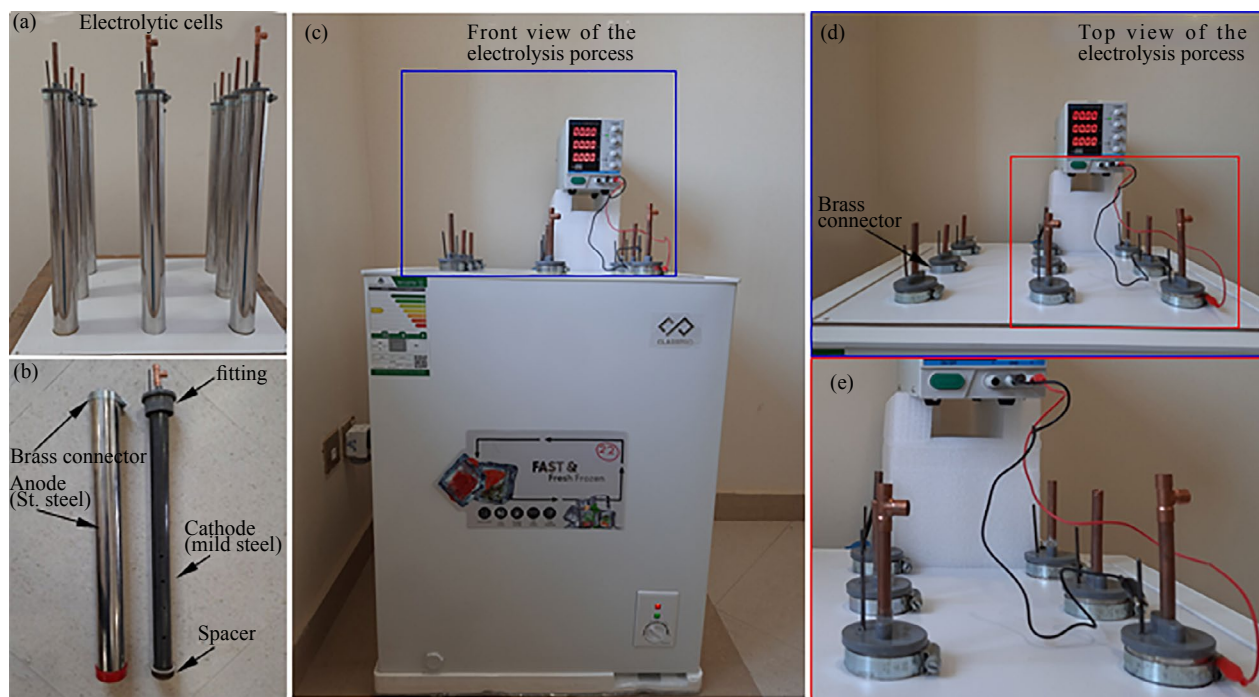 (a)
Electrolytic cells
(b)
fitting
Brass connector
Anode
(St. steel)
Cathode
(mild steel)
Spacer
(c)
Front view of the
electrolysis porcess
CLASSPRO
FAST &
Fresh Frozen
22
(d)
Top view of the
electrolysis porcess
Brass
connector
(e)